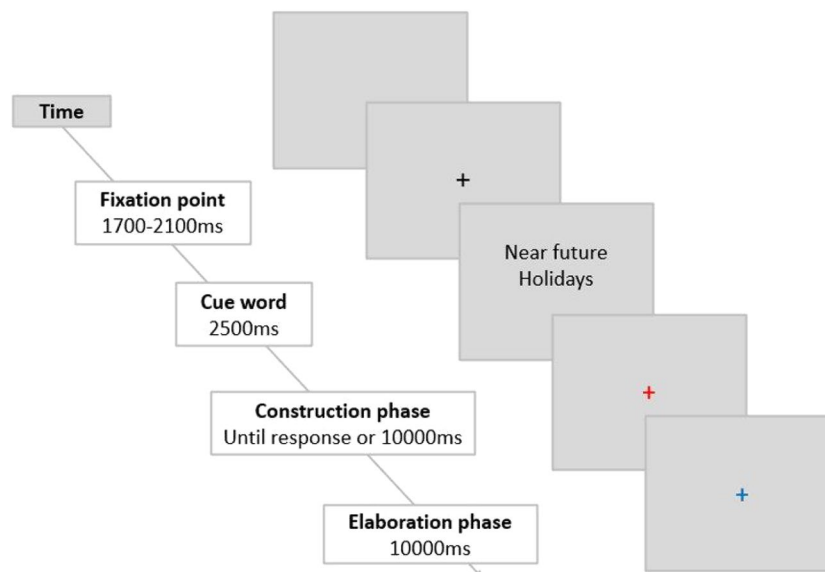 Time
Fixation point
1700-2100ms
Near future
Holidays
Cue word
2500ms
Construction phase
Until response or 10000ms
Elaboration phase
10000ms